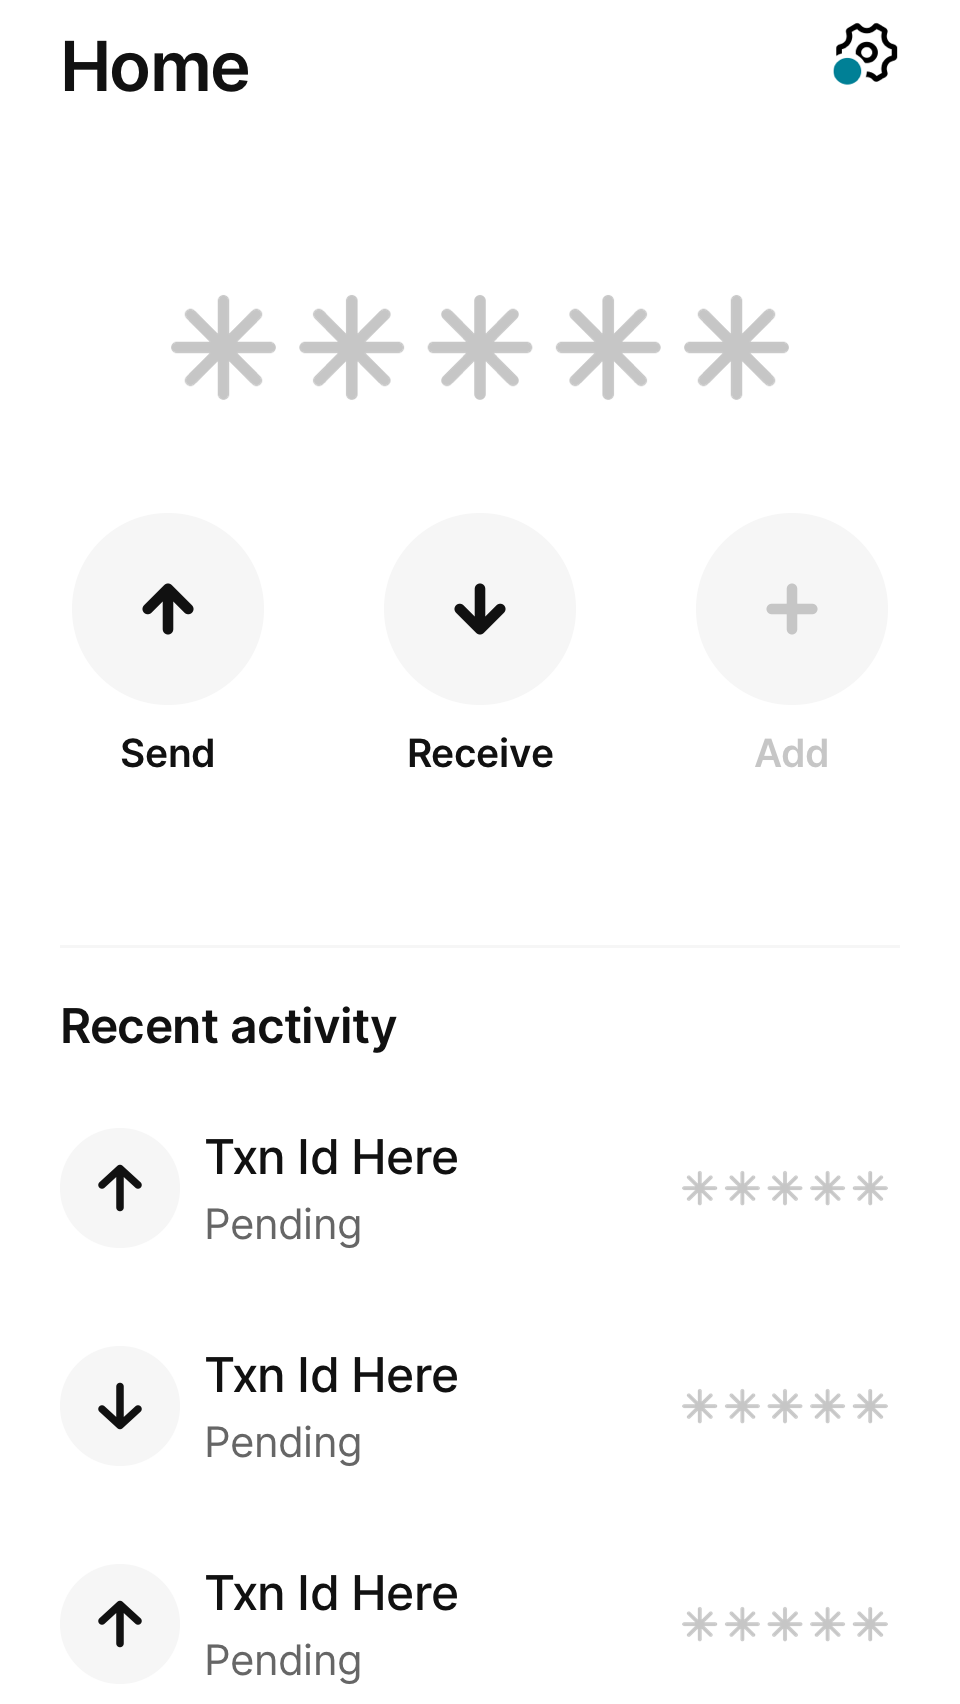 Home
*****
Send
Receive
Add
Recent activity
Txn Id Here
Pending
*****
Txn Id Here
Pending
*****
Txn Id Here
Pending
*****